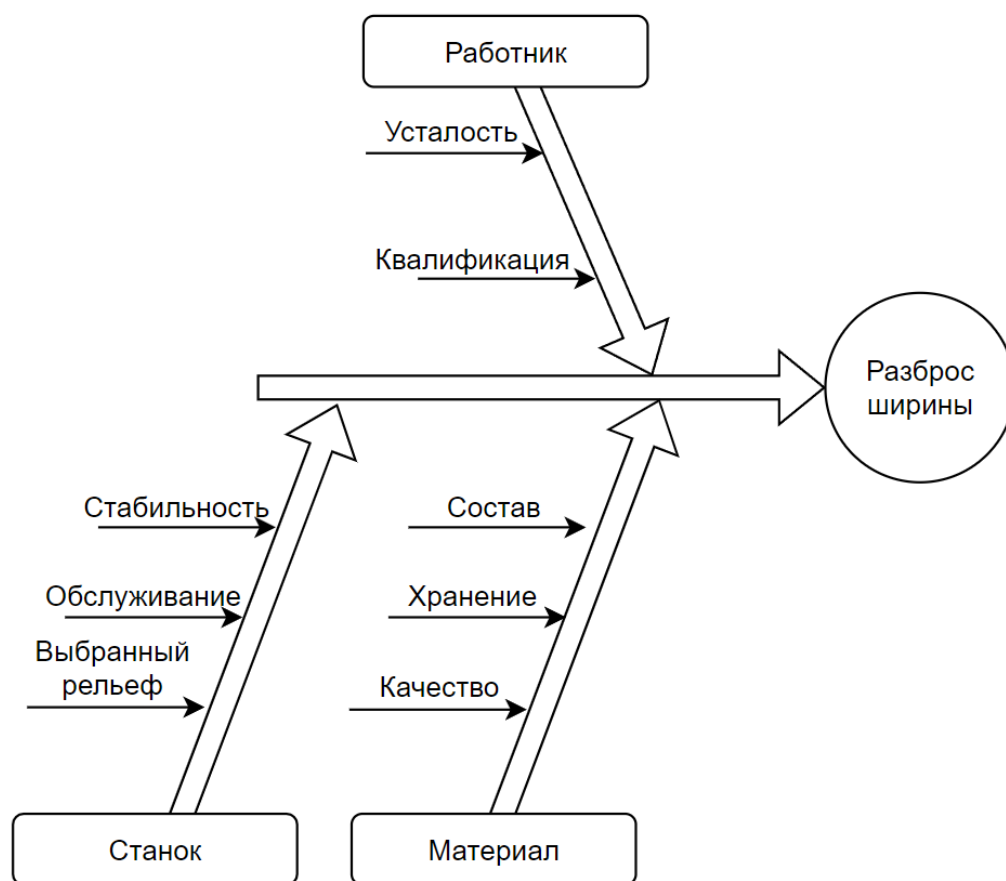 Работник
Усталость
Квалификация
Разброс
ширины
Стабильность
Состав
Обслуживание
Хранение
Выбранный
рельеф
Качество
Станок
Материал